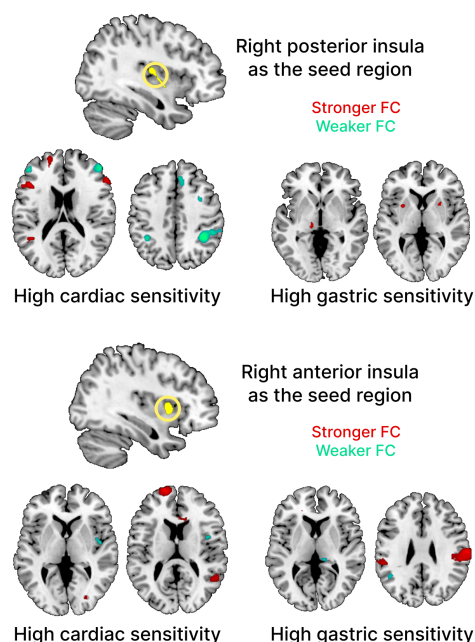 Right posterior insula
as the seed region
Stronger FC
Weaker FC
High cardiac sensitivity
High gastric sensitivity
Right anterior insula
as the seed region
Stronger FC
Weaker FC
High cardiac sensitivity
High gastric sensitivity